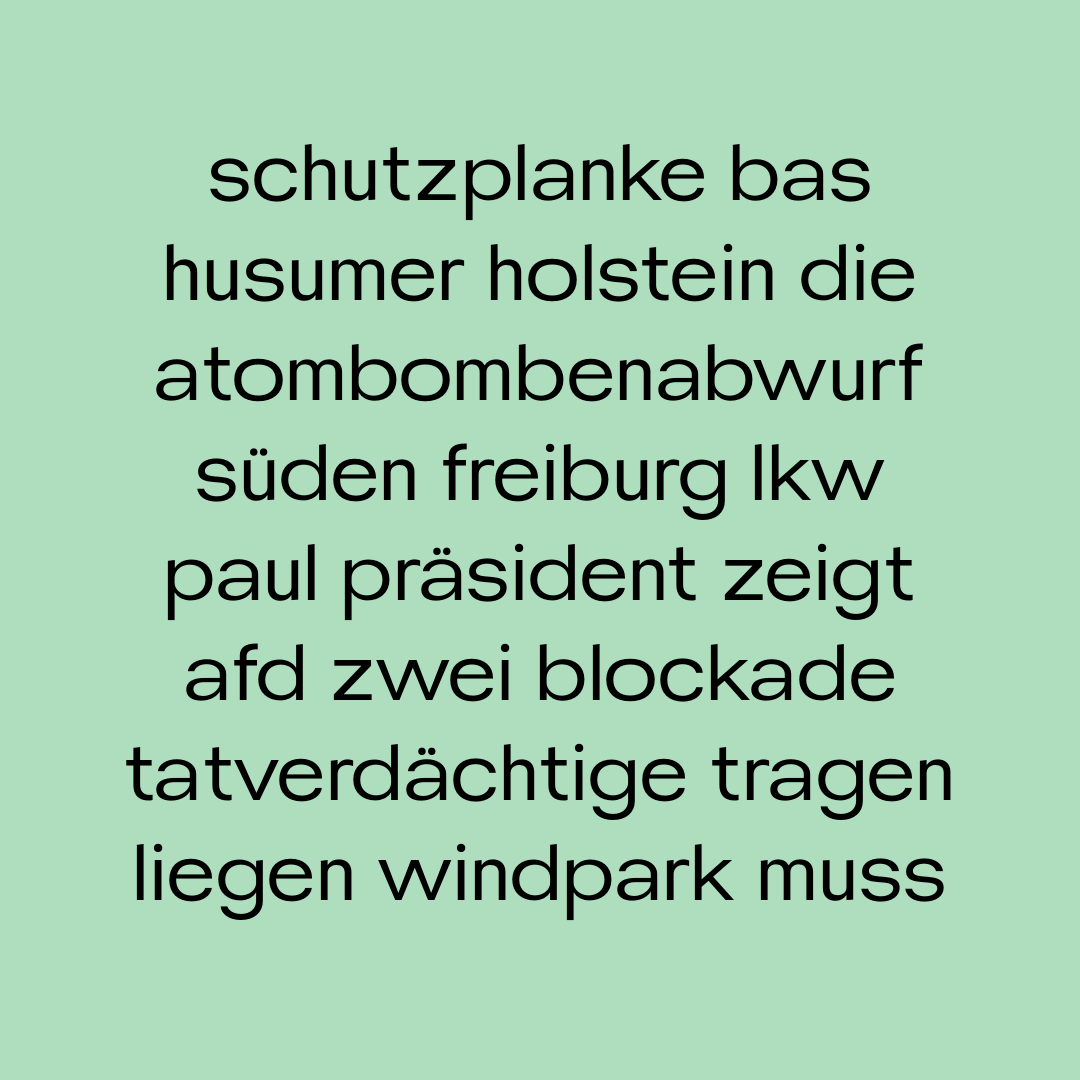 schutzplanke bas
husumer holstein die
atombombenabwurf
süden freiburg lkw
paul präsident zeigt
afd zwei blockade
tatverdächtige tragen
liegen windpark muss